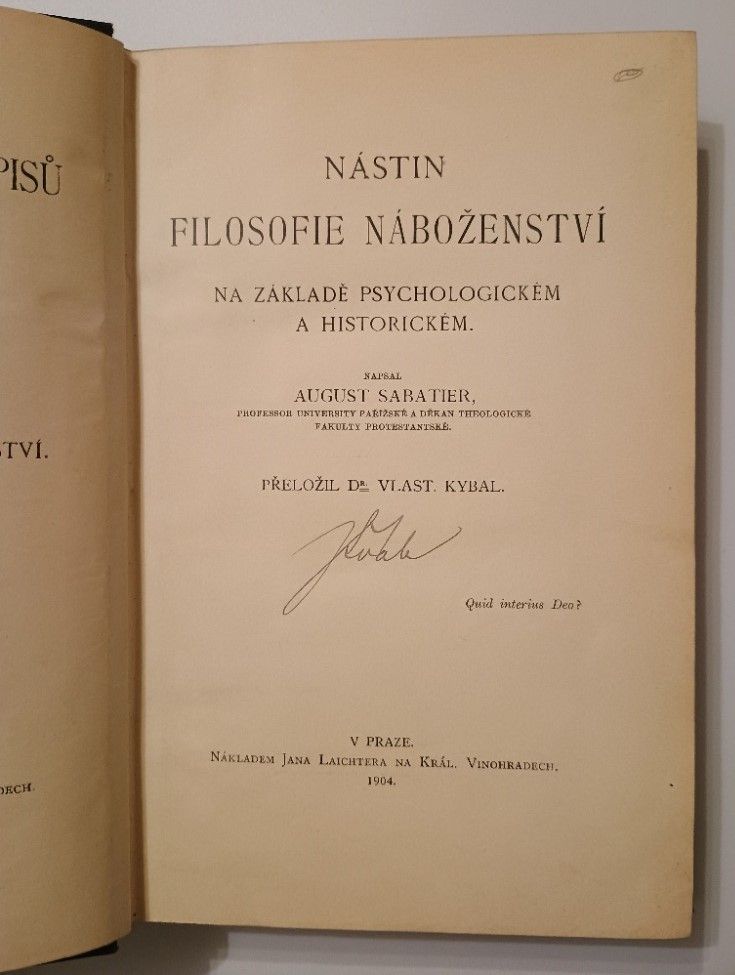 PISŮ
STVÍ.
DECH.
NÁSTIN
FILOSOFIE NÁBOŽENSTVÍ
NA ZÁKLADĚ PSYCHOLOGICKÉM
A HISTORICKÉM.
NAPSAL
AUGUST SABATIER,
PROFESSOR UNIVERSITY PAŘÍŽSKÉ A DĚKAN THEOLOGICKÉ
FAKULTY PROTESTANTSKÉ.
PŘELOŽIL DR. VLAST. KYBAL.
Quid interius Deo?
V PRAZE.
NÁKLADEM JANA LAICHTERA NA KRÁL. VINOHRADECH.
1904.